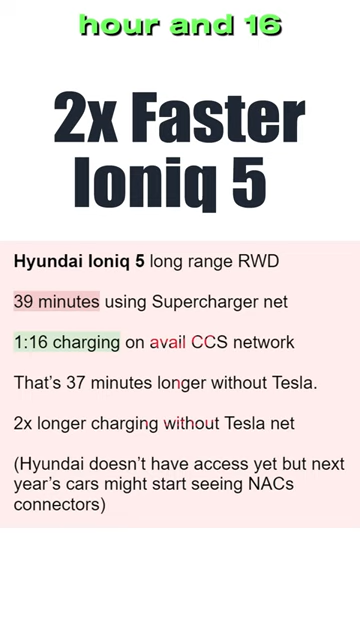 hour and 16
2x Faster
Ioniq 5
Hyundai Ioniq 5 long range RWD
39 minutes using Supercharger net
1:16 charging on avail CCS network
That's 37 minutes longer without Tesla.
2x longer charging without Tesla net
(Hyundai doesn't have access yet but next
year's cars might start seeing NACs
connectors)